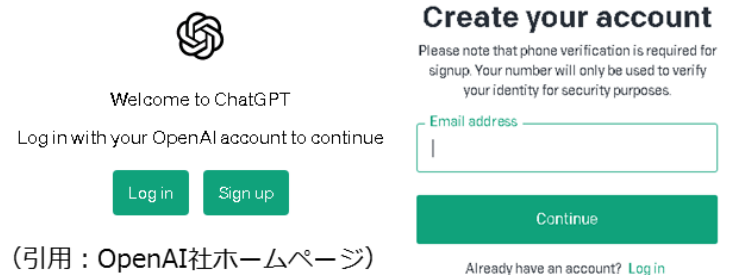 Welcome to ChatGPT
Log in with your OpenAI account to continue
Log in
Sign up
（引用：OpenAI社ホームページ）
Create your account
Please note that phone verification is required for
signup. Your number will only be used to verify
your identity for security purposes.
Email address
Continue
Already have an account? Log in